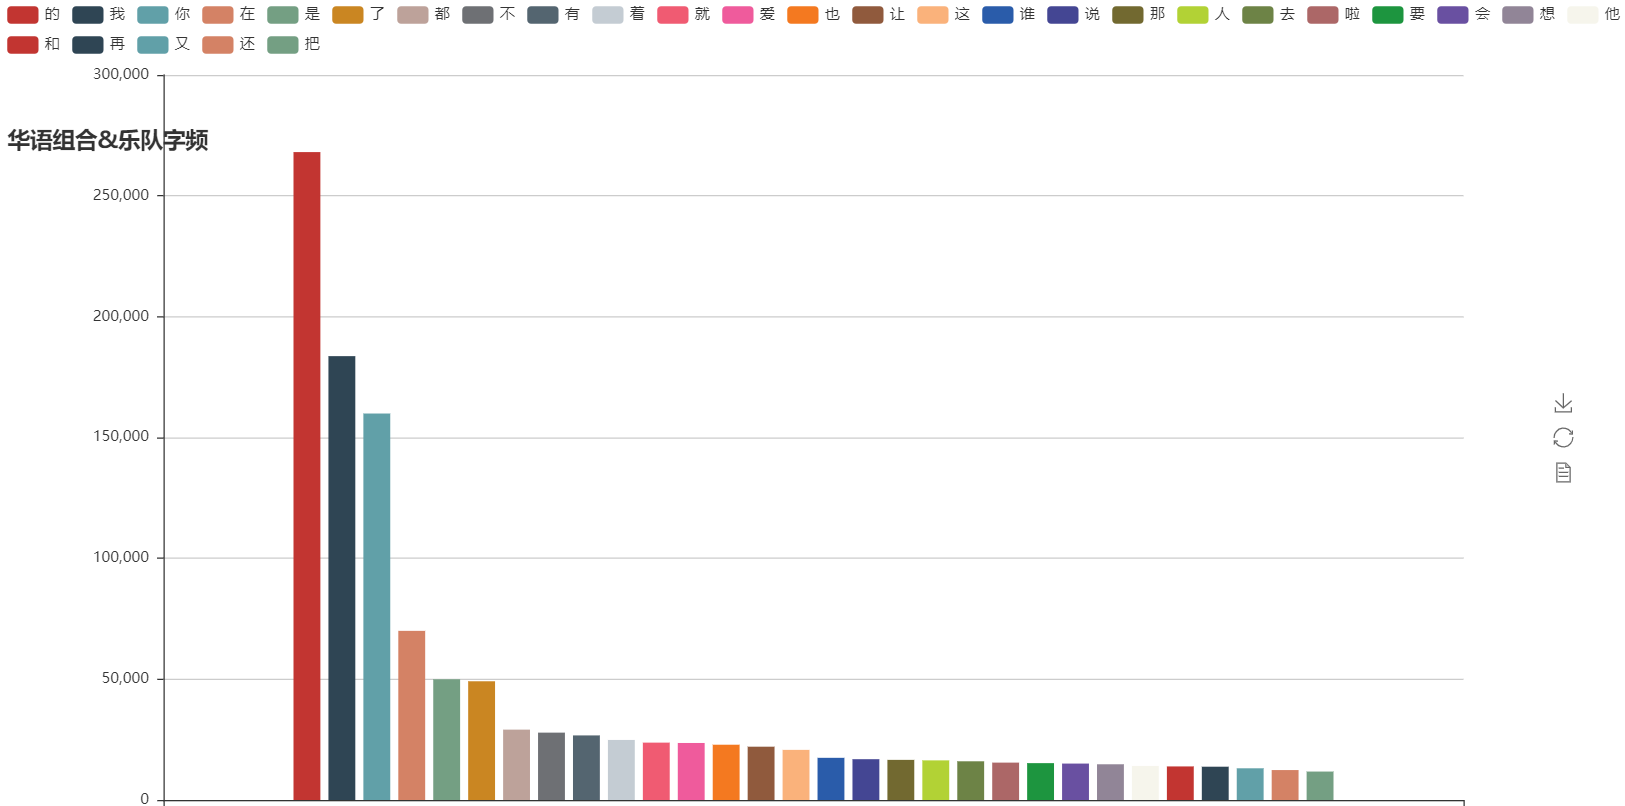 的 我 你 在 是 了 都 不 有 着 就 爱 也 让 这 谁 说 那 人 去 啦 要 会 想 他
和 再 又 还 把
300,000
华语组合&乐队字频
250,000
200,000
150,000
100,000
50,000
0